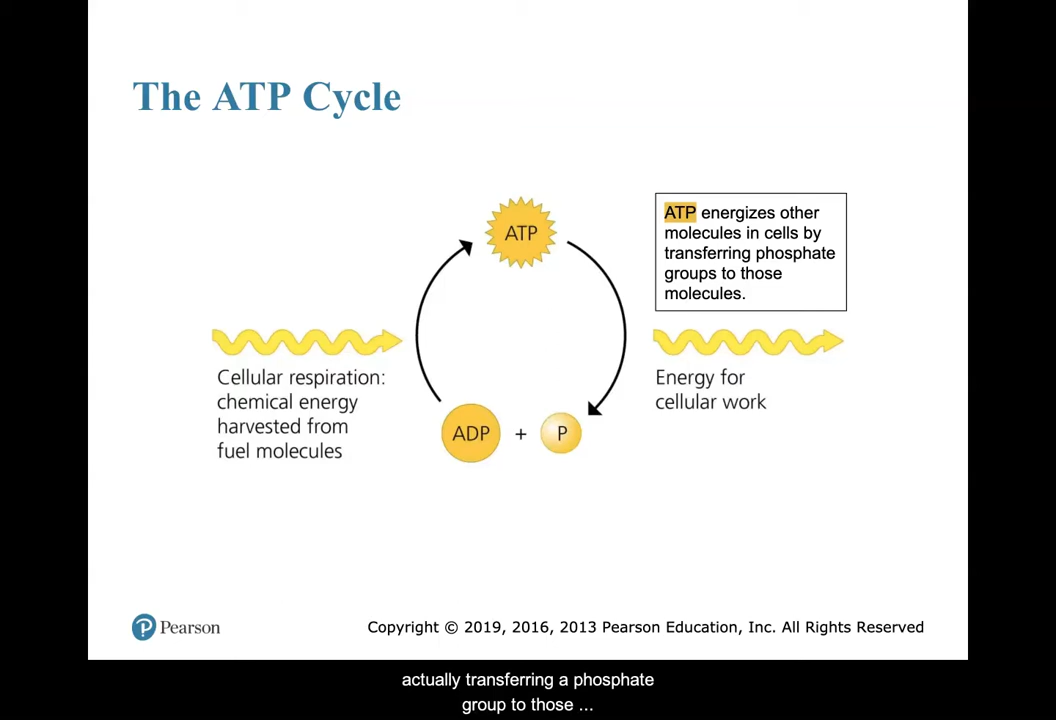 The ATP Cycle
ATP
ATP energizes other
molecules in cells by
transferring phosphate
groups to those
molecules.
Cellular respiration:
chemical energy
harvested from
fuel molecules
Energy for
cellular work
ADP + P
P Pearson
Copyright © 2019, 2016, 2013 Pearson Education, Inc. All Rights Reserved
actually transferring a phosphate
group to those ...